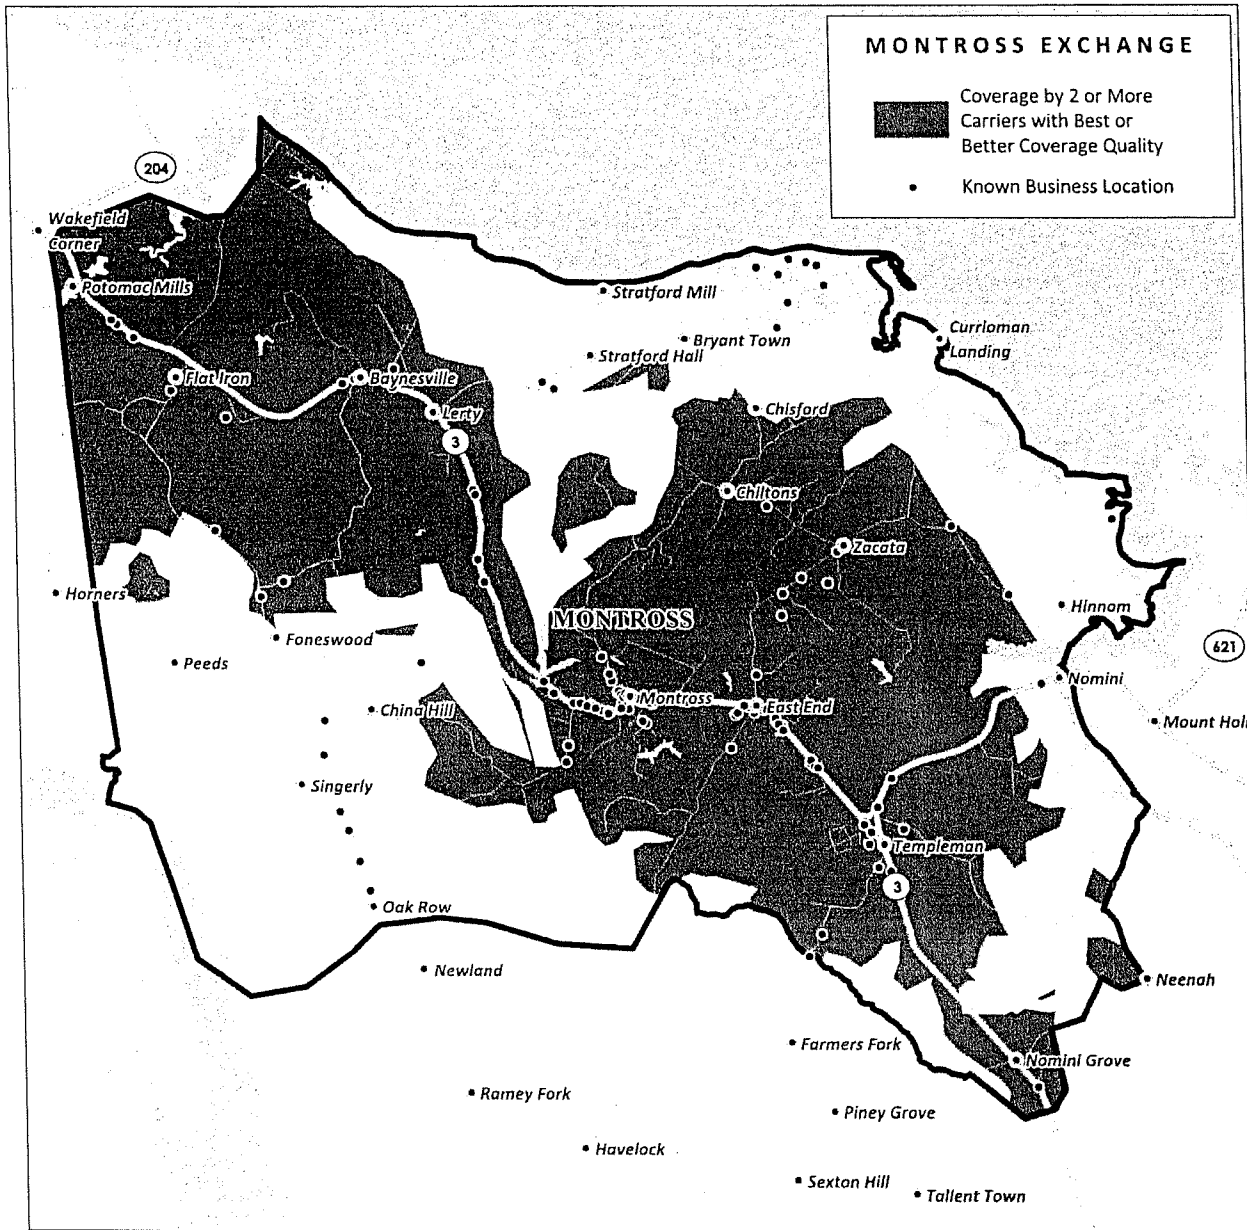 MONTROSS EXCHANGE
Coverage by 2 or More
Carriers with Best or
Better Coverage Quality
Known Business Location
204
Wakefield
Corner
Potomac Mills
Stratford Mill
Currioman
Landing
Bryant Town
Stratford Hall
Flat Iron
Baynesville
Lerty
Chisford
3
Chiltons
Zacata
Horners
Hinnom
MONTROSS
Foneswood
621
Peeds
Nomini
Montross
East End
China Hill
Mount Hol
Singerly
Templeman
3
Oak Row
Newland
Neenah
Farmers Fork
Nomini Grove
Ramey Fork
Piney Grove
Havelock
Sexton Hill
Tallent Town